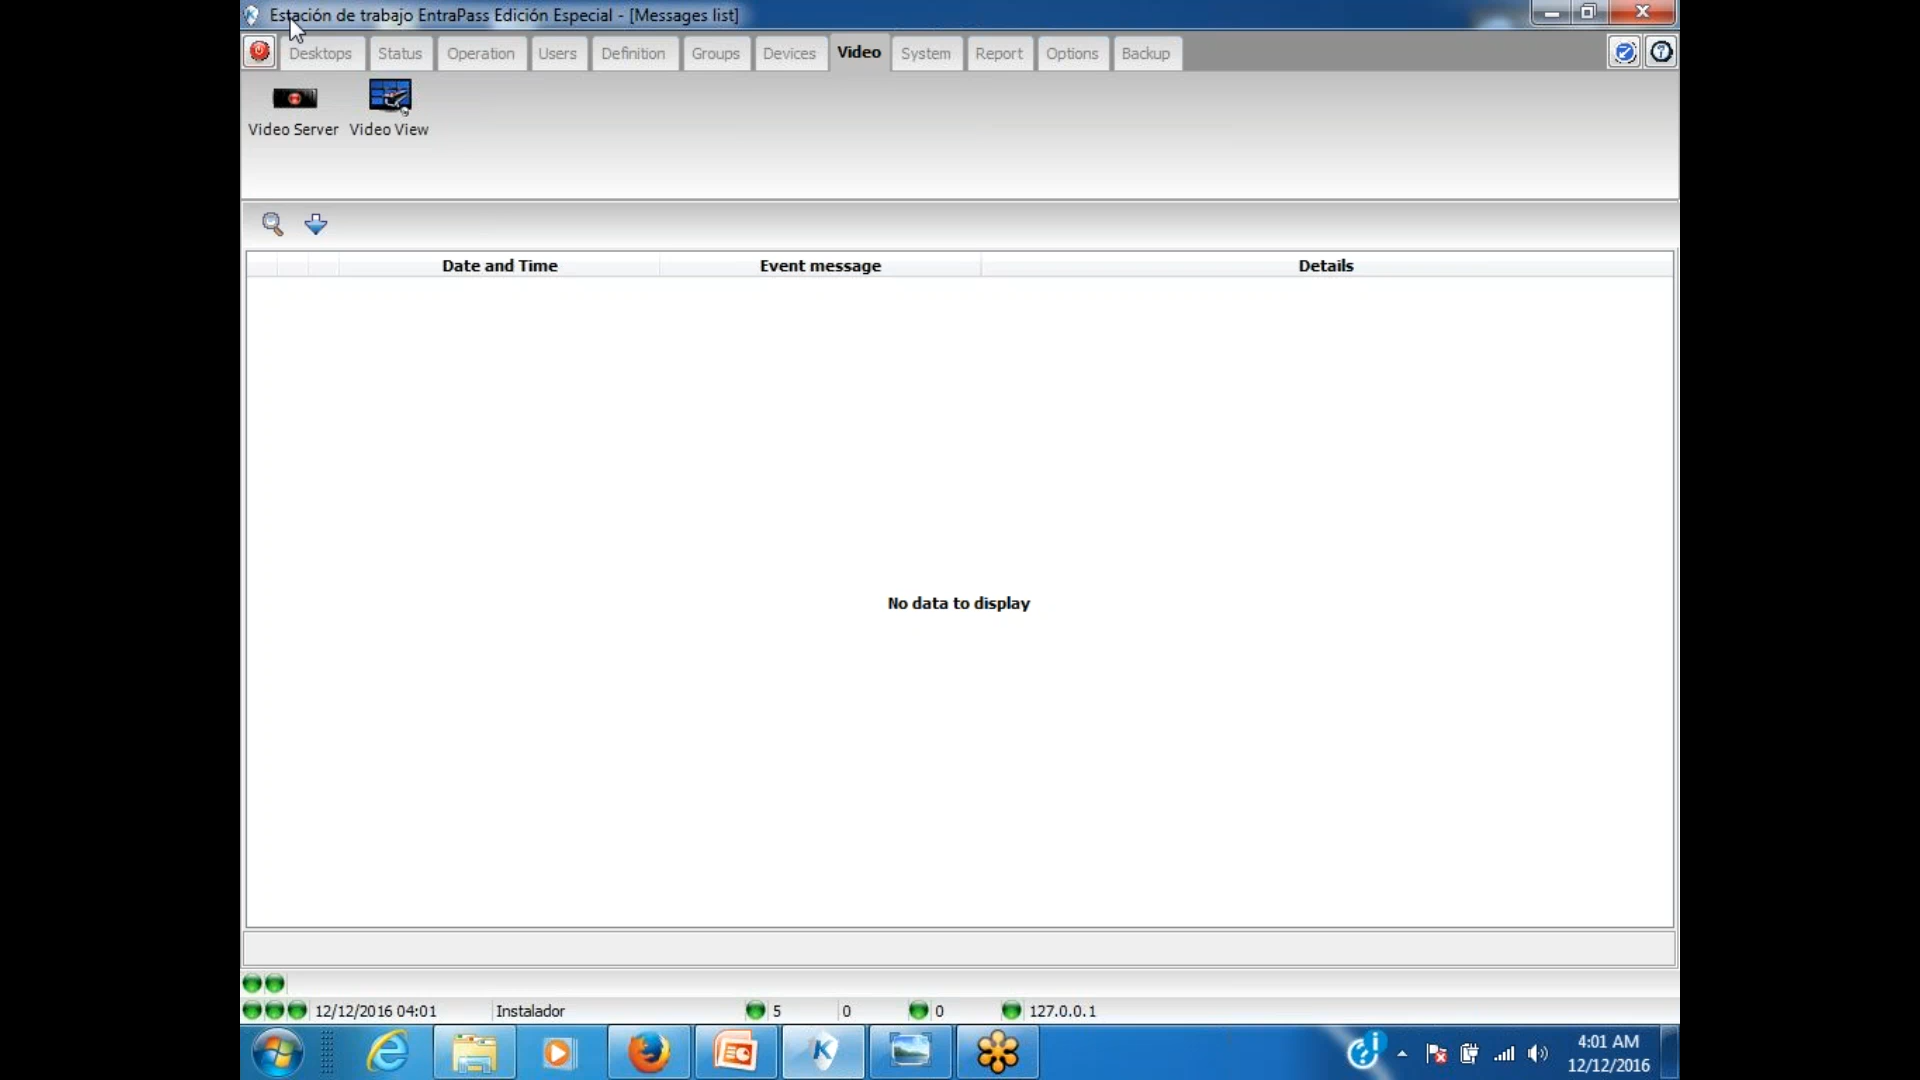 Estación de trabajo EntraPass Edición Especial - [Messages list]
Desktops Status Operation Users Definition Groups Devices Video System Report Options Backup
Video Server Video View
Date and Time Event message Details
No data to display
12/12/2016 04:01 Instalador 5 0 0 127.0.0.1
4:01 AM
12/12/2016